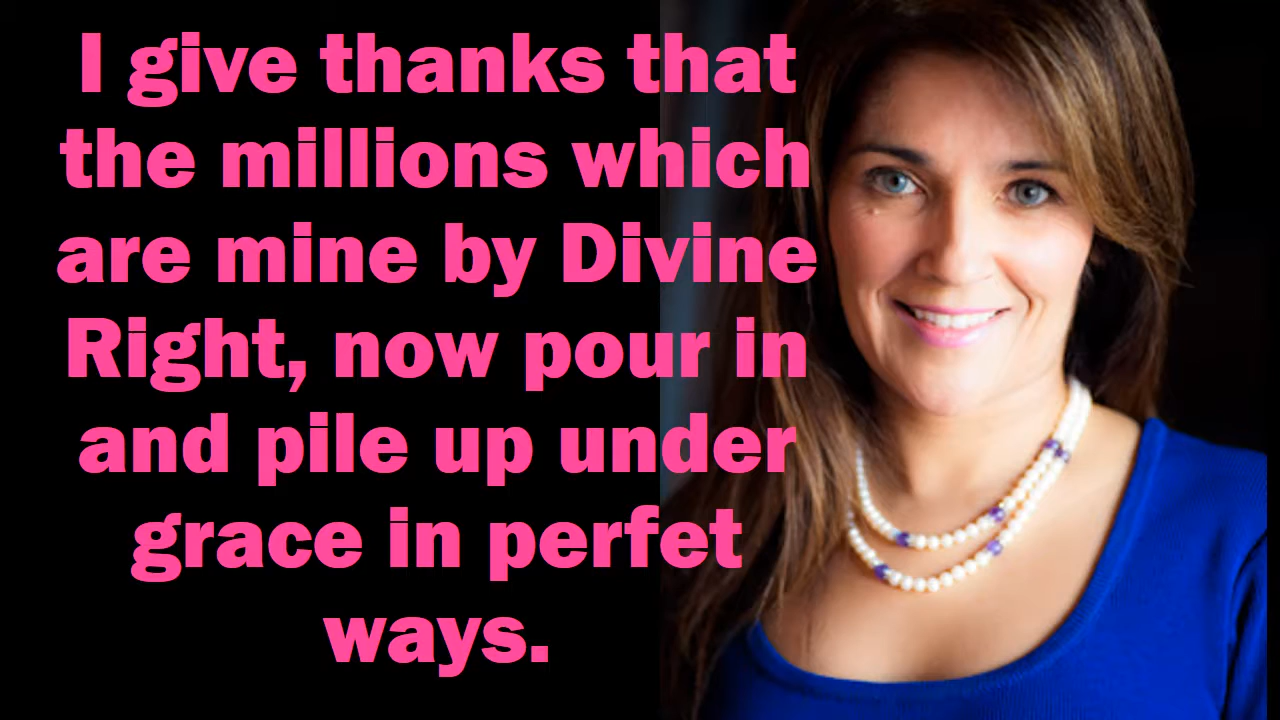 I give thanks that
the millions which
are mine by Divine
Right, now pour in
and pile up under
grace in perfet
ways.